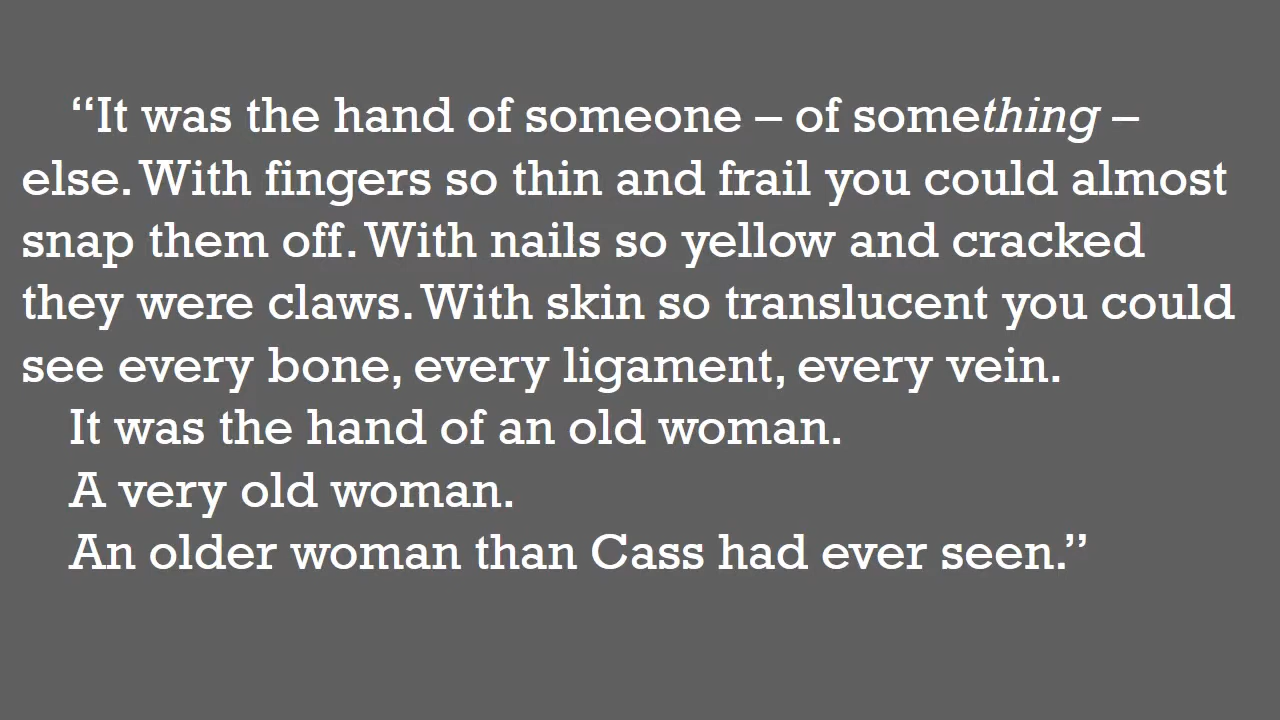 “It was the hand of someone – of something –
else. With fingers so thin and frail you could almost
snap them off. With nails so yellow and cracked
they were claws. With skin so translucent you could
see every bone, every ligament, every vein.
It was the hand of an old woman.
A very old woman.
An older woman than Cass had ever seen.”